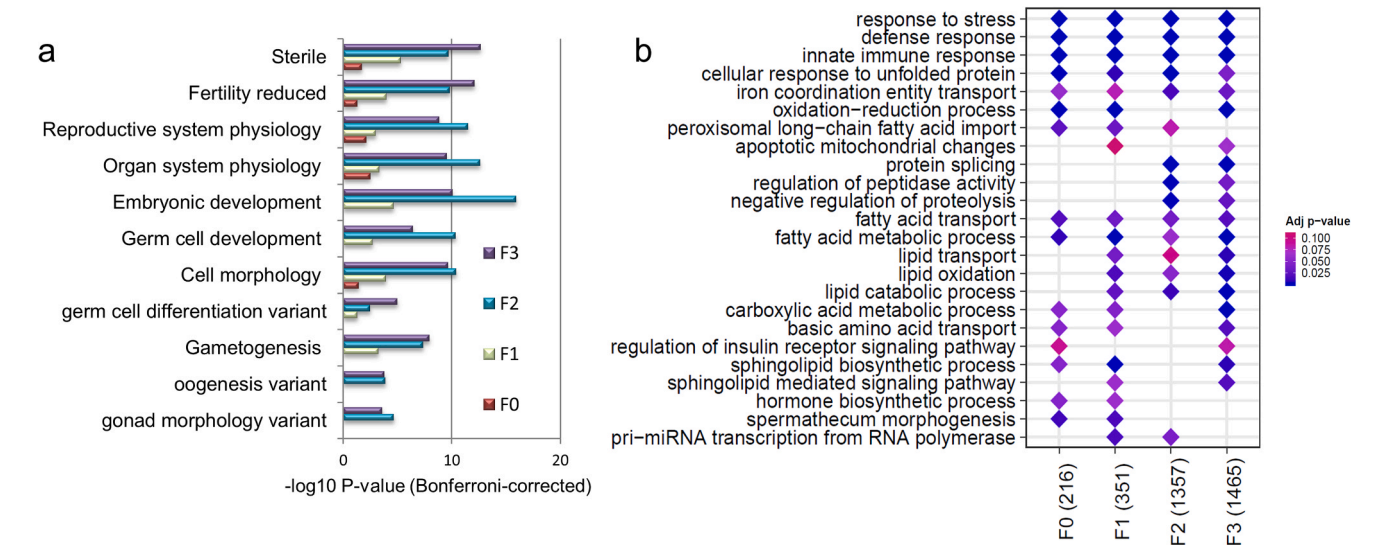 a
Sterile
Fertility reduced
Reproductive system physiology
Organ system physiology
Embryonic development
Germ cell development
Cell morphology
germ cell differentiation variant
Gametogenesis
oogenesis variant
gonad morphology variant
0 10 20
-log10 P-value (Bonferroni-corrected)
F3
F2
F1
F0
b
response to stress
defense response
innate immune response
cellular response to unfolded protein
iron coordination entity transport
oxidation−reduction process
peroxisomal long−chain fatty acid import
apoptotic mitochondrial changes
protein splicing
regulation of peptidase activity
negative regulation of proteolysis
fatty acid transport
fatty acid metabolic process
lipid transport
lipid oxidation
lipid catabolic process
carboxylic acid metabolic process
basic amino acid transport
regulation of insulin receptor signaling pathway
sphingolipid biosynthetic process
sphingolipid mediated signaling pathway
hormone biosynthetic process
spermathecum morphogenesis
pri−miRNA transcription from RNA polymerase
F0 (216)
F1 (351)
F2 (1357)
F3 (1465)
Adj p−value
0.100
0.075
0.050
0.025